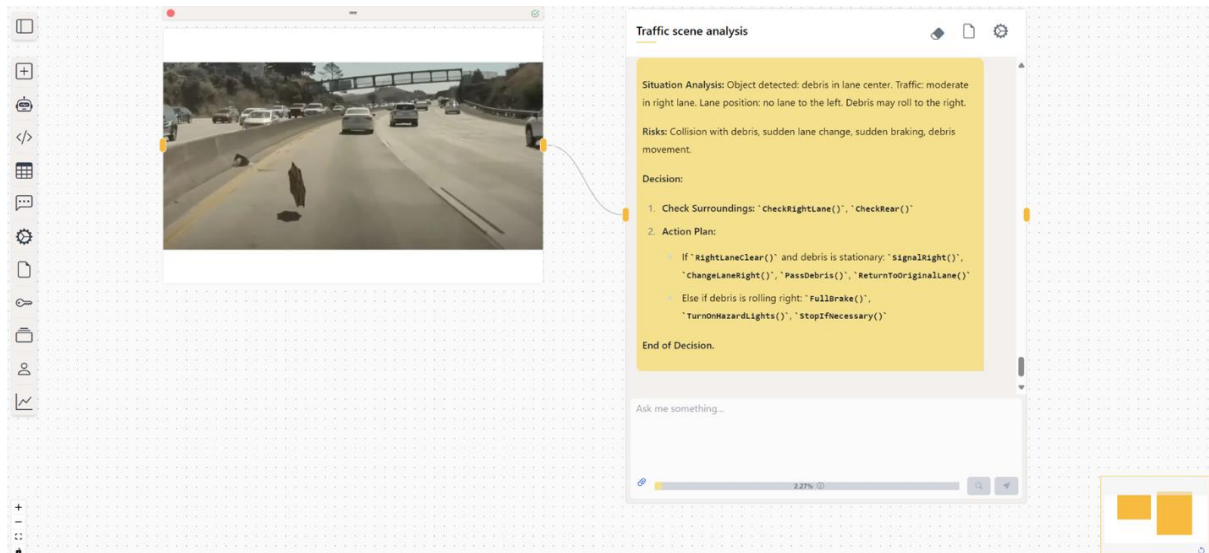 Traffic scene analysis
Situation Analysis: Object detected: debris in lane center. Traffic: moderate
in right lane. Lane position: no lane to the left. Debris may roll to the right.
Risks: Collision with debris, sudden lane change, sudden braking, debris
movement.
Decision:
1. Check Surroundings: `CheckRightLane()`, `CheckRear()`
2. Action Plan:
If `RightLaneClear()` and debris is stationary: `SignalRight()`,
`ChangeLaneRight()`, `PassDebris()`, `ReturnToOriginalLane()`
Else if debris is rolling right: `FullBrake()`,
`TurnOnHazardLights()`, `StopIfNecessary()`
End of Decision.
Ask me something...
2.27%